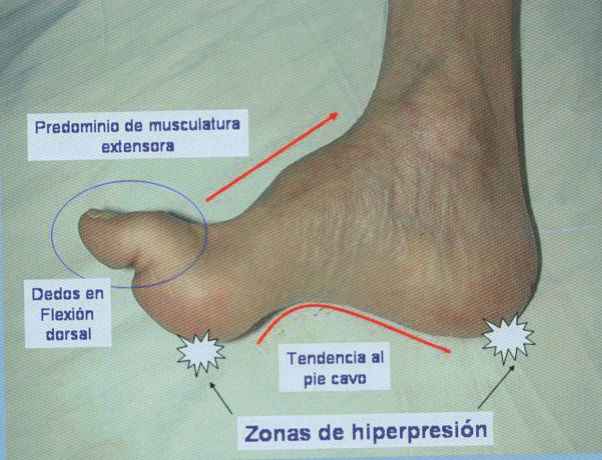 Predominio de musculatura
extensora
Dedos en
Flexión
dorsal
Tendencia al
pie cavo
Zonas de hiperpresión